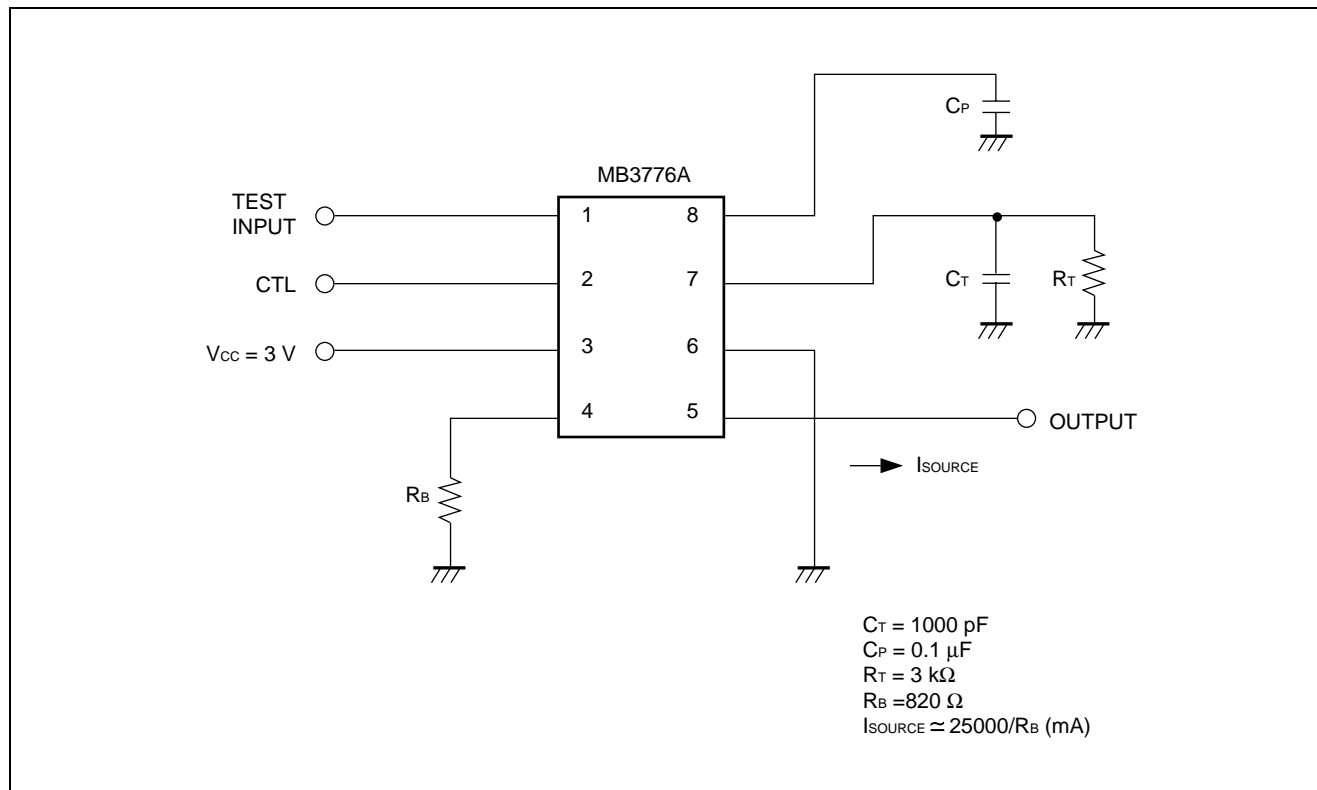 MB3776A
TEST
INPUT
CTL
VCC = 3 V
1
2
3
4
8
7
6
5
CP
CT
RT
RB
OUTPUT
ISOURCE
CT = 1000 pF
CP = 0.1 μF
RT = 3 kΩ
RB =820 Ω
ISOURCE ≃ 25000/RB (mA)